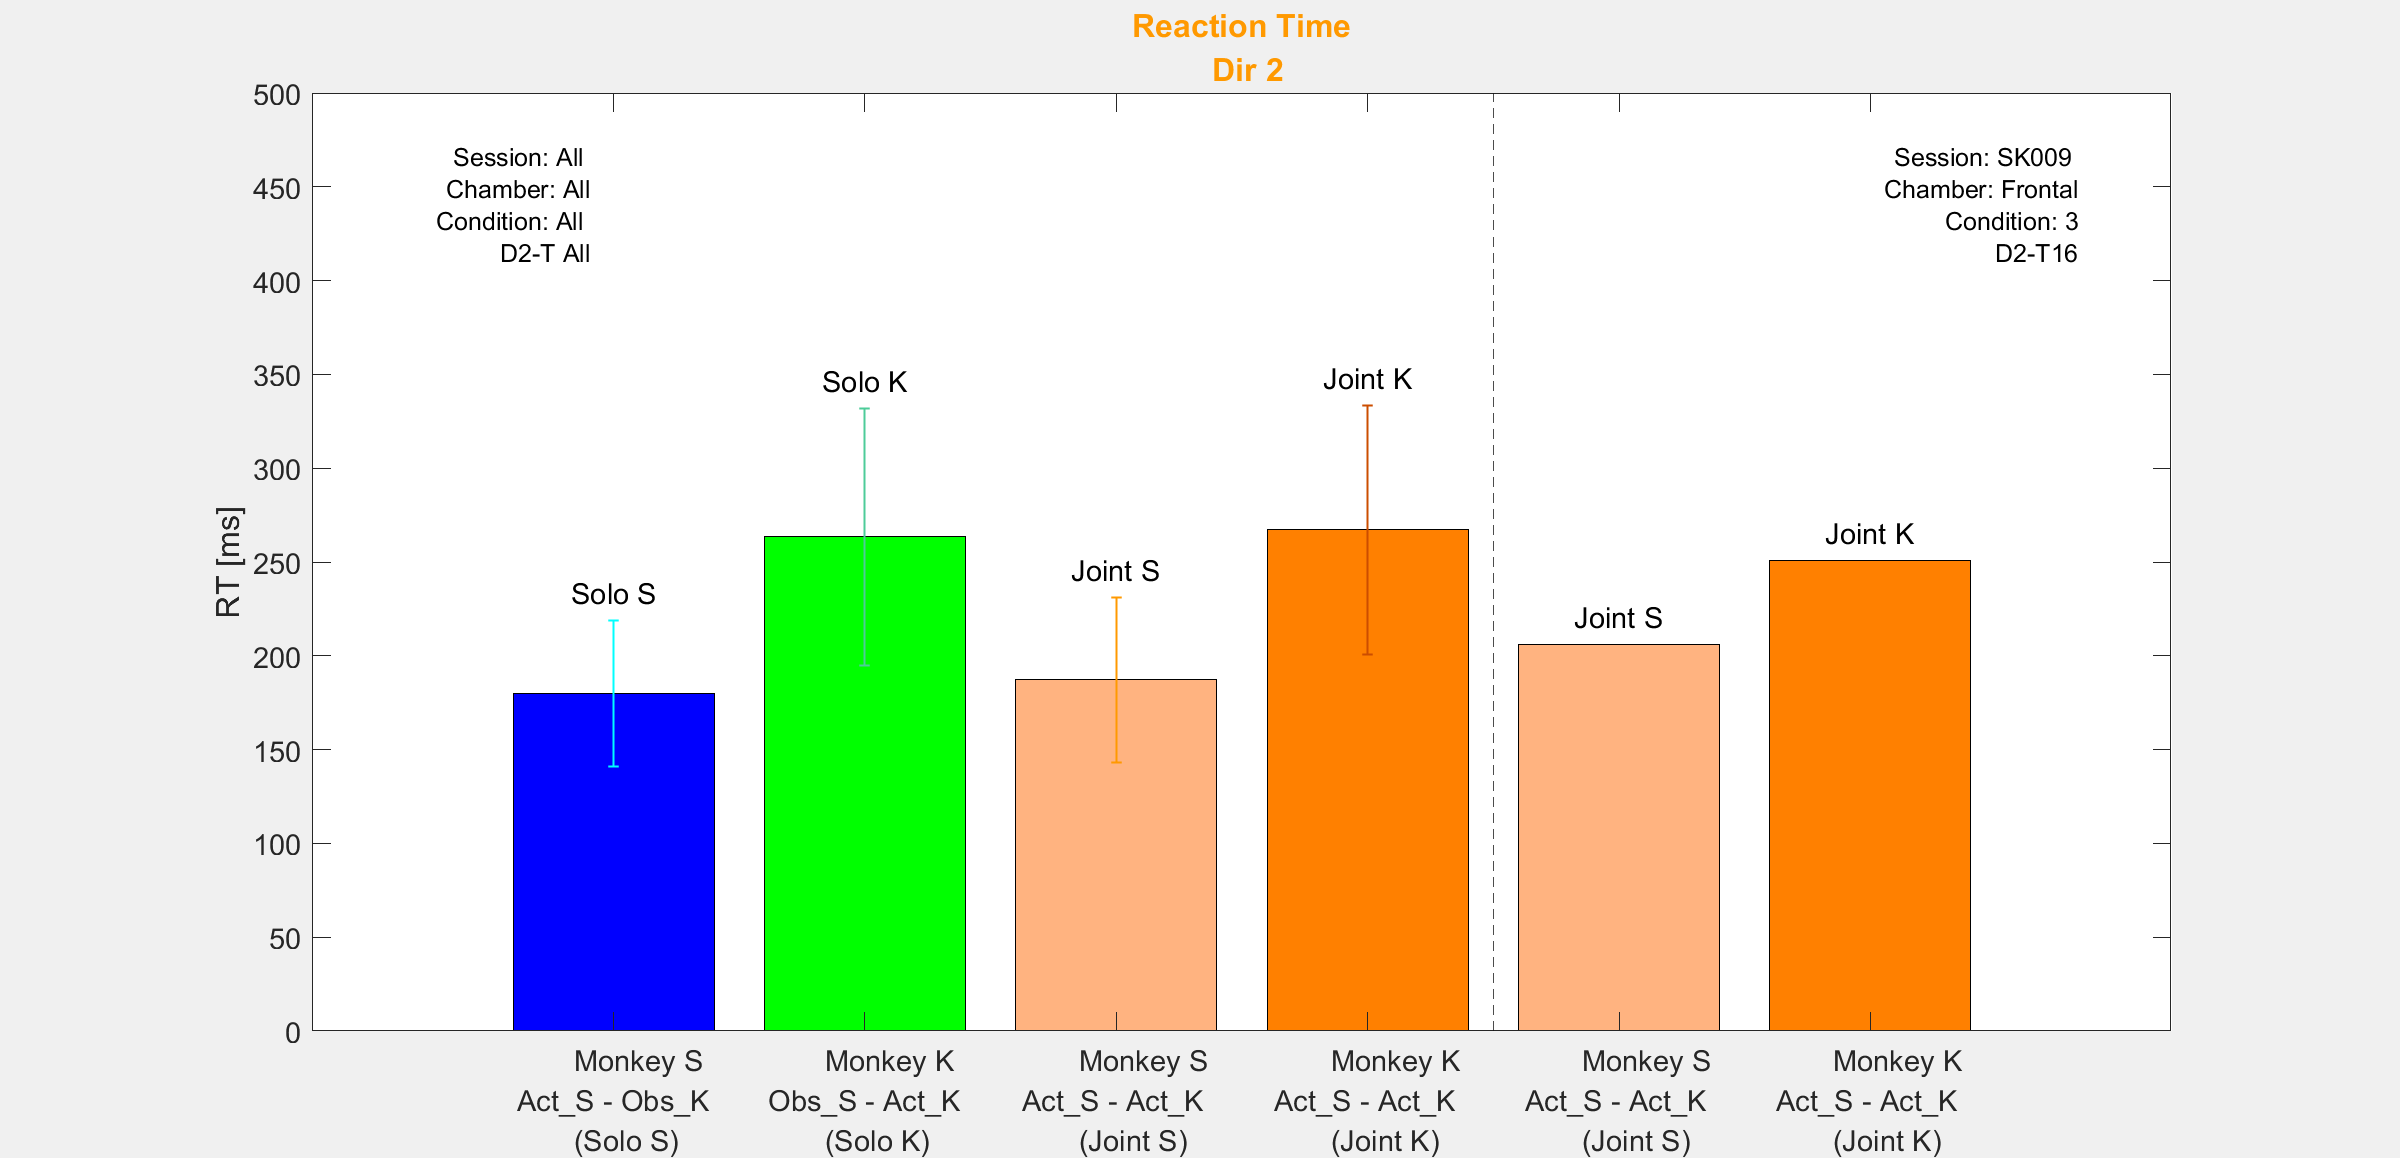 Reaction Time
Dir 2
500
450
400
350
300
250
200
150
100
50
0
RT [ms]
Session: All
Chamber: All
Condition: All
D2-T All
Session: SK009
Chamber: Frontal
Condition: 3
D2-T16
Solo S
Solo K
Joint S
Joint K
Joint S
Joint K
Monkey S
Act_S - Obs_K
(Solo S)
Monkey K
Obs_S - Act_K
(Solo K)
Monkey S
Act_S - Act_K
(Joint S)
Monkey K
Act_S - Act_K
(Joint K)
Monkey S
Act_S - Act_K
(Joint S)
Monkey K
Act_S - Act_K
(Joint K)